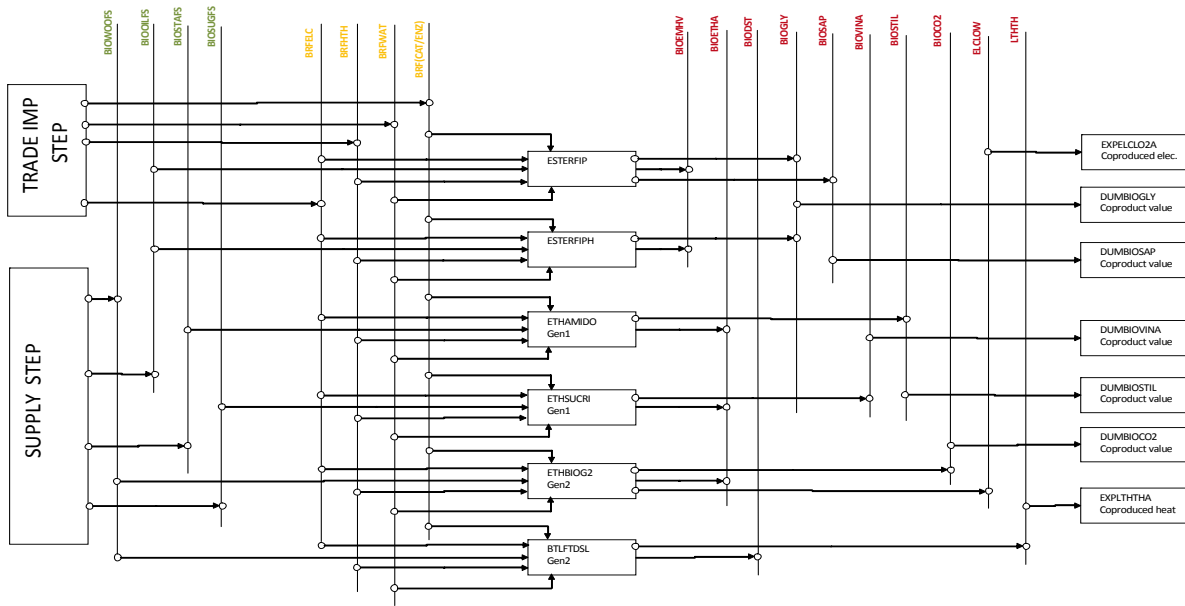 BIOWOOFS
BIOOILFS
BIOSTAFS
BIOSUGFS
BRFELC
BRFHTH
BRFWAT
BRF(CAT/ENZ)
BIOEMHV
BIOETHA
BIODST
BIOGLY
BIOSAP
BIOVINA
BIOSTIL
BIOCO2
ELCLOW
LTHTH
TRADE IMP
STEP
SUPPLY STEP
ESTERFIP
ESTERFIPH
ETHAMIDO
Gen1
ETHSUCRI
Gen1
ETHBIOG2
Gen2
BTLFTDSL
Gen2
EXPELCLO2A
Coproduced elec.
DUMBIOGLY
Coproduct value
DUMBIOSAP
Coproduct value
DUMBIOVINA
Coproduct value
DUMBIOSTIL
Coproduct value
DUMBIOCO2
Coproduct value
EXPLTHTHA
Coproduced heat